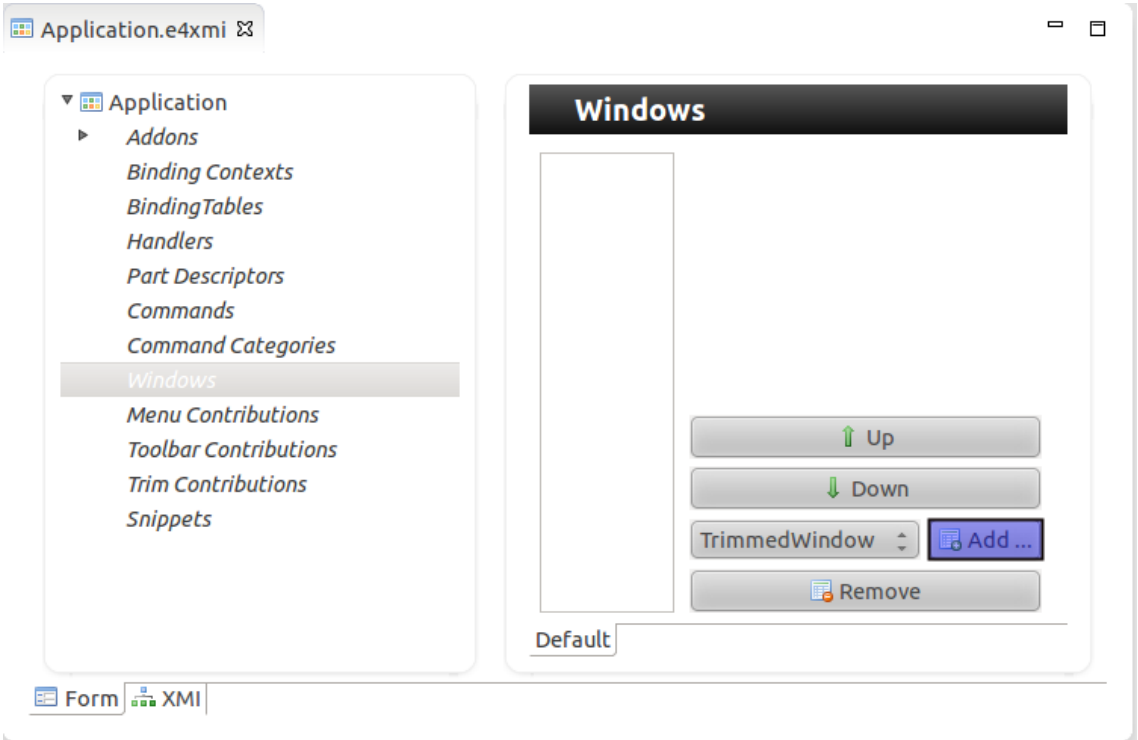 Application.e4xmi
Application
Addons
Binding Contexts
BindingTables
Handlers
Part Descriptors
Commands
Command Categories
Windows
Menu Contributions
Toolbar Contributions
Trim Contributions
Snippets
Windows
Up
Down
TrimmedWindow Add ...
Remove
Default
Form XMI